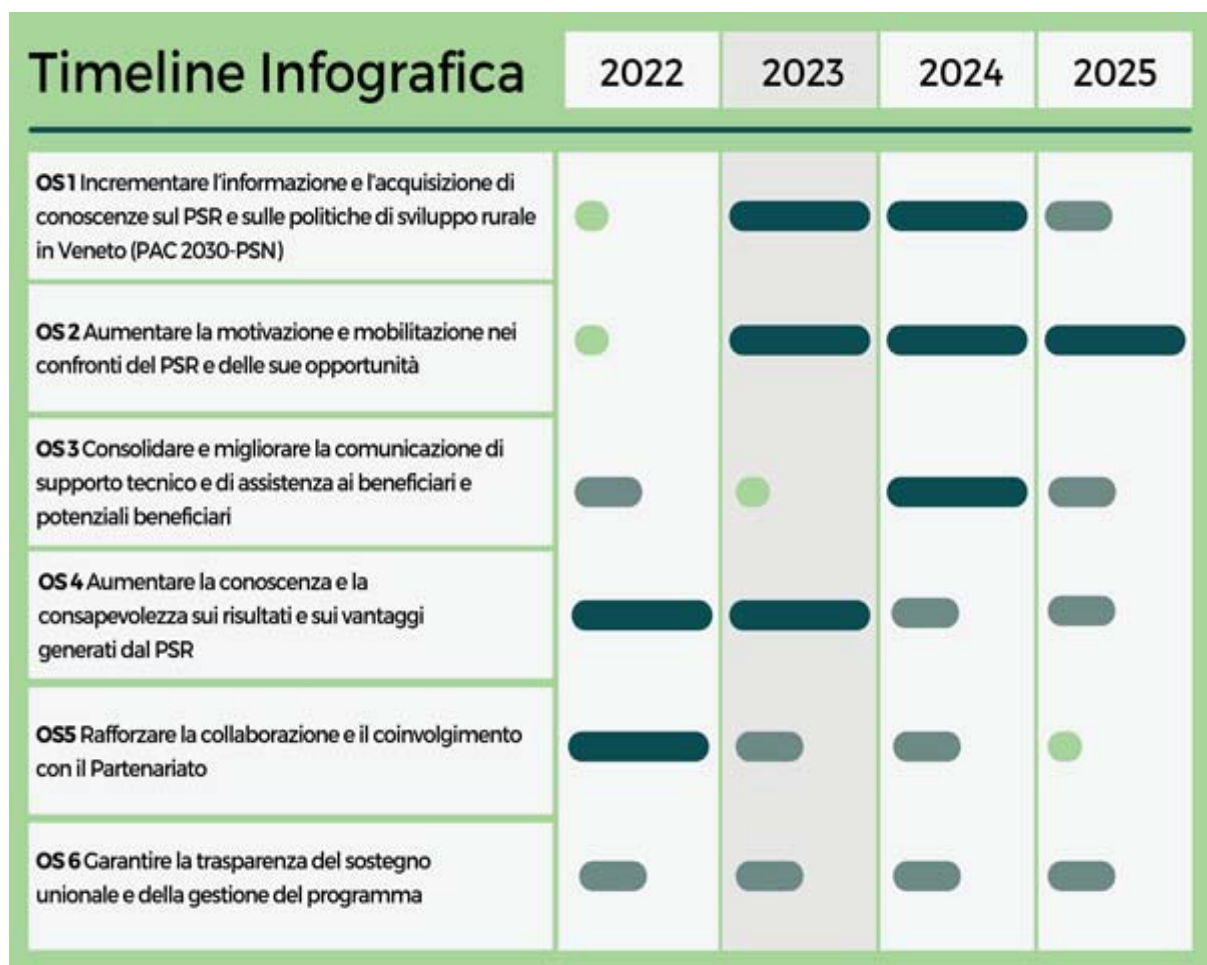 Timeline Infografica
2022
2023
2024
2025
OS 1 Incrementare l'informazione e l'acquisizione di
conoscenze sul PSR e sulle politiche di sviluppo rurale
in Veneto (PAC 2030-PSN)
OS 2 Aumentare la motivazione e mobilitazione nei
confronti del PSR e delle sue opportunità
OS 3 Consolidare e migliorare la comunicazione di
supporto tecnico e di assistenza ai beneficiari e
potenziali beneficiari
OS 4 Aumentare la conoscenza e la
consapevolezza sui risultati e sui vantaggi
generati dal PSR
OS5 Rafforzare la collaborazione e il coinvolgimento
con il Partenariato
OS 6 Garantire la trasparenza del sostegno
unionale e della gestione del programma